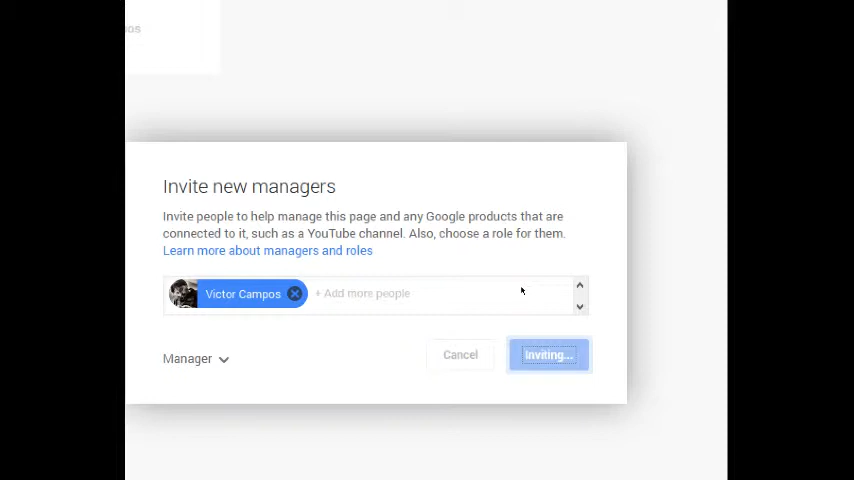 Invite new managers
Invite people to help manage this page and any Google products that are
connected to it, such as a YouTube channel. Also, choose a role for them.
Learn more about managers and roles
Victor Campos + Add more people
Manager Cancel Inviting...